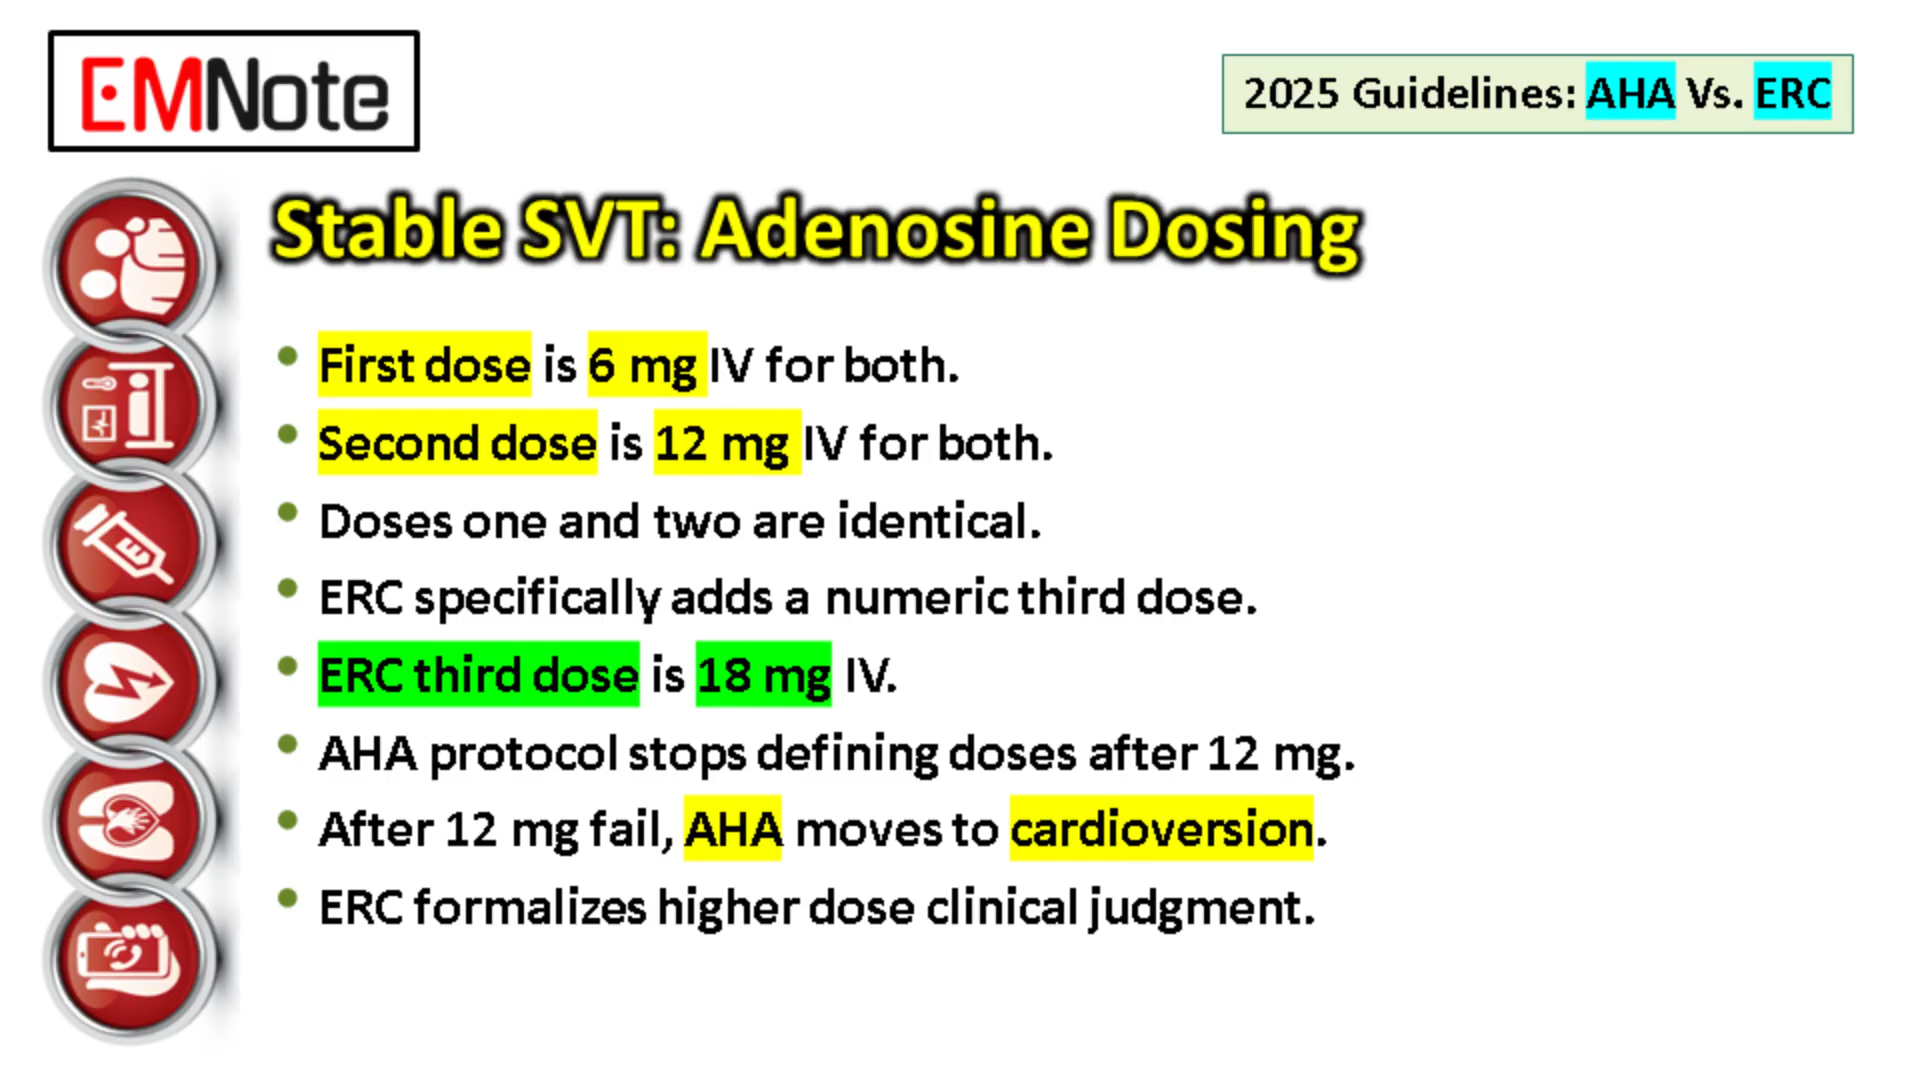 EMNote
2025 Guidelines: AHA Vs. ERC
Stable SVT: Adenosine Dosing
• First dose is 6 mg IV for both.
• Second dose is 12 mg IV for both.
• Doses one and two are identical.
• ERC specifically adds a numeric third dose.
• ERC third dose is 18 mg IV.
• AHA protocol stops defining doses after 12 mg.
• After 12 mg fail, AHA moves to cardioversion.
• ERC formalizes higher dose clinical judgment.